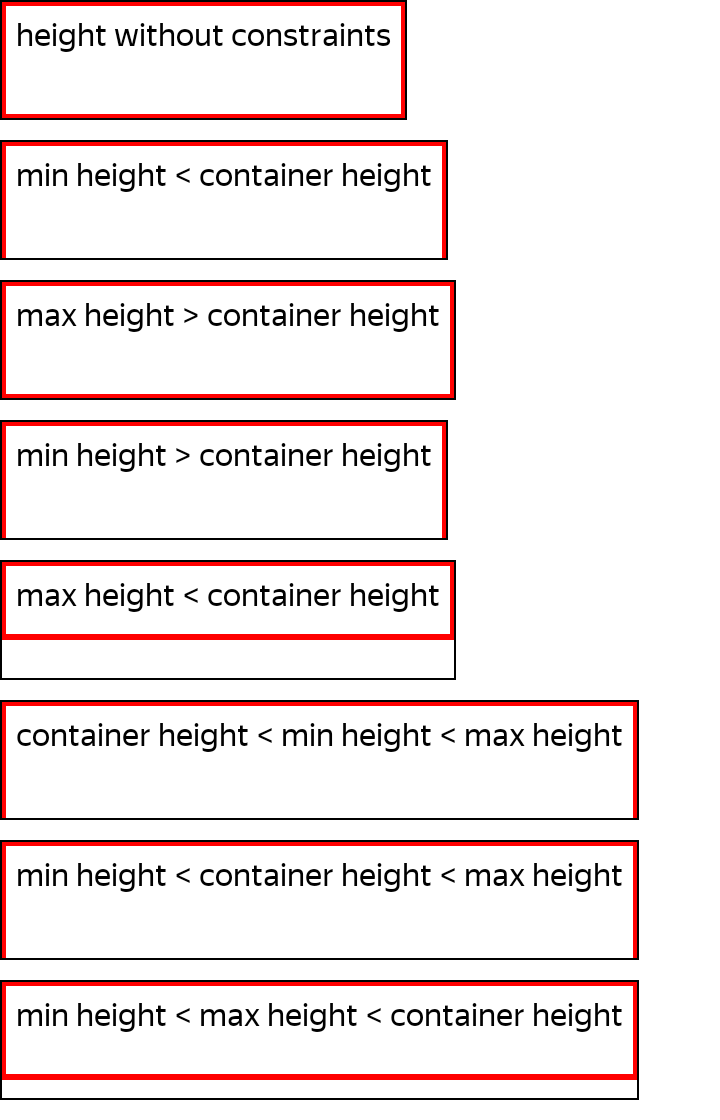 height without constraints
min height < container height
max height > container height
min height > container height
max height < container height
container height < min height < max height
min height < container height < max height
min height < max height < container height